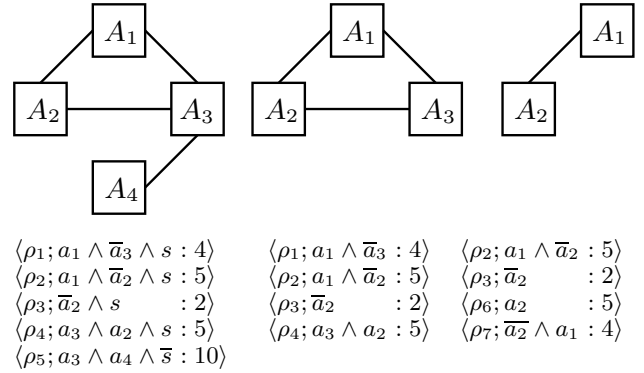 A₁ A₁ A₁
A₂ A₃ A₂ A₃ A₂
A₄
⟨ρ₁; a₁ ∧ a̅₃ ∧ s : 4⟩
⟨ρ₂; a₁ ∧ a̅₂ ∧ s : 5⟩
⟨ρ₃; a̅₂ ∧ s : 2⟩
⟨ρ₄; a₃ ∧ a₂ ∧ s : 5⟩
⟨ρ₅; a₃ ∧ a₄ ∧ s̅ : 10⟩
⟨ρ₁; a₁ ∧ a̅₃ : 4⟩
⟨ρ₂; a₁ ∧ a̅₂ : 5⟩
⟨ρ₃; a̅₂ : 2⟩
⟨ρ₄; a₃ ∧ a₂ : 5⟩
⟨ρ₂; a₁ ∧ a̅₂ : 5⟩
⟨ρ₃; a̅₂ : 2⟩
⟨ρ₆; a₂ : 5⟩
⟨ρ₇; a̅₂̅ ∧ a₁ : 4⟩